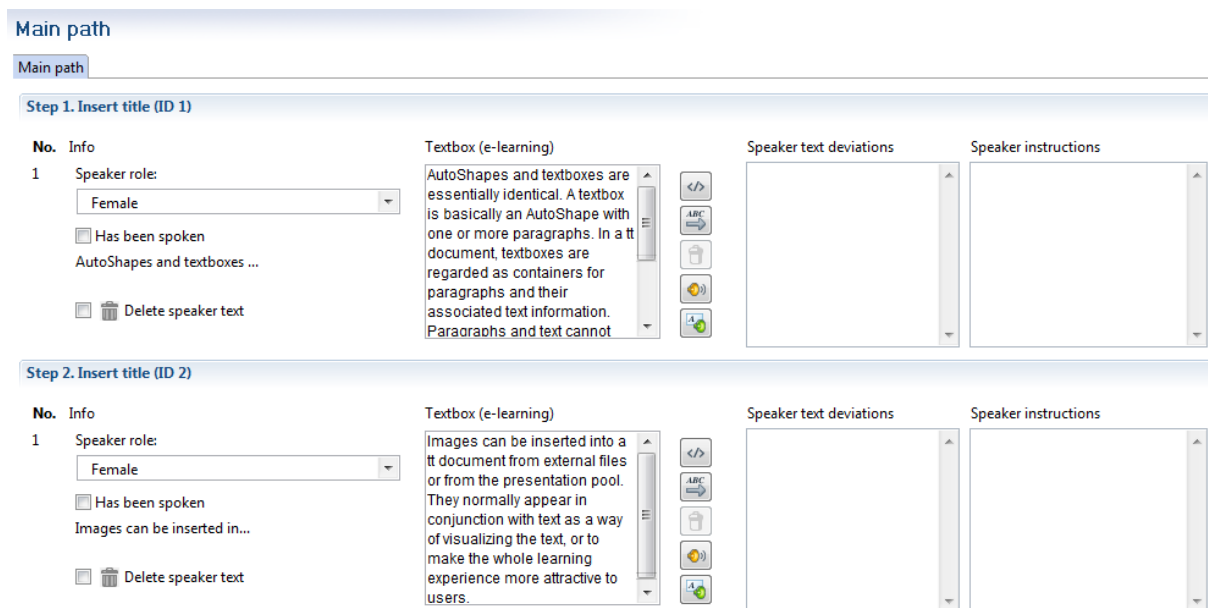 Main path
Main path
Step 1. Insert title (ID 1)
No. Info Textbox (e-learning) Speaker text deviations Speaker instructions
1 Speaker role:
Female
Has been spoken
AutoShapes and textboxes ...
Delete speaker text
AutoShapes and textboxes are
essentially identical. A textbox
is basically an AutoShape with
one or more paragraphs. In a tt
document, textboxes are
regarded as containers for
paragraphs and their
associated text information.
Paragraphs and text cannot
</>
ABC
A
Step 2. Insert title (ID 2)
No. Info Textbox (e-learning) Speaker text deviations Speaker instructions
1 Speaker role:
Female
Has been spoken
Images can be inserted in...
Delete speaker text
Images can be inserted into a
tt document from external files
or from the presentation pool.
They normally appear in
conjunction with text as a way
of visualizing the text, or to
make the whole learning
experience more attractive to
users.
</>
ABC
A